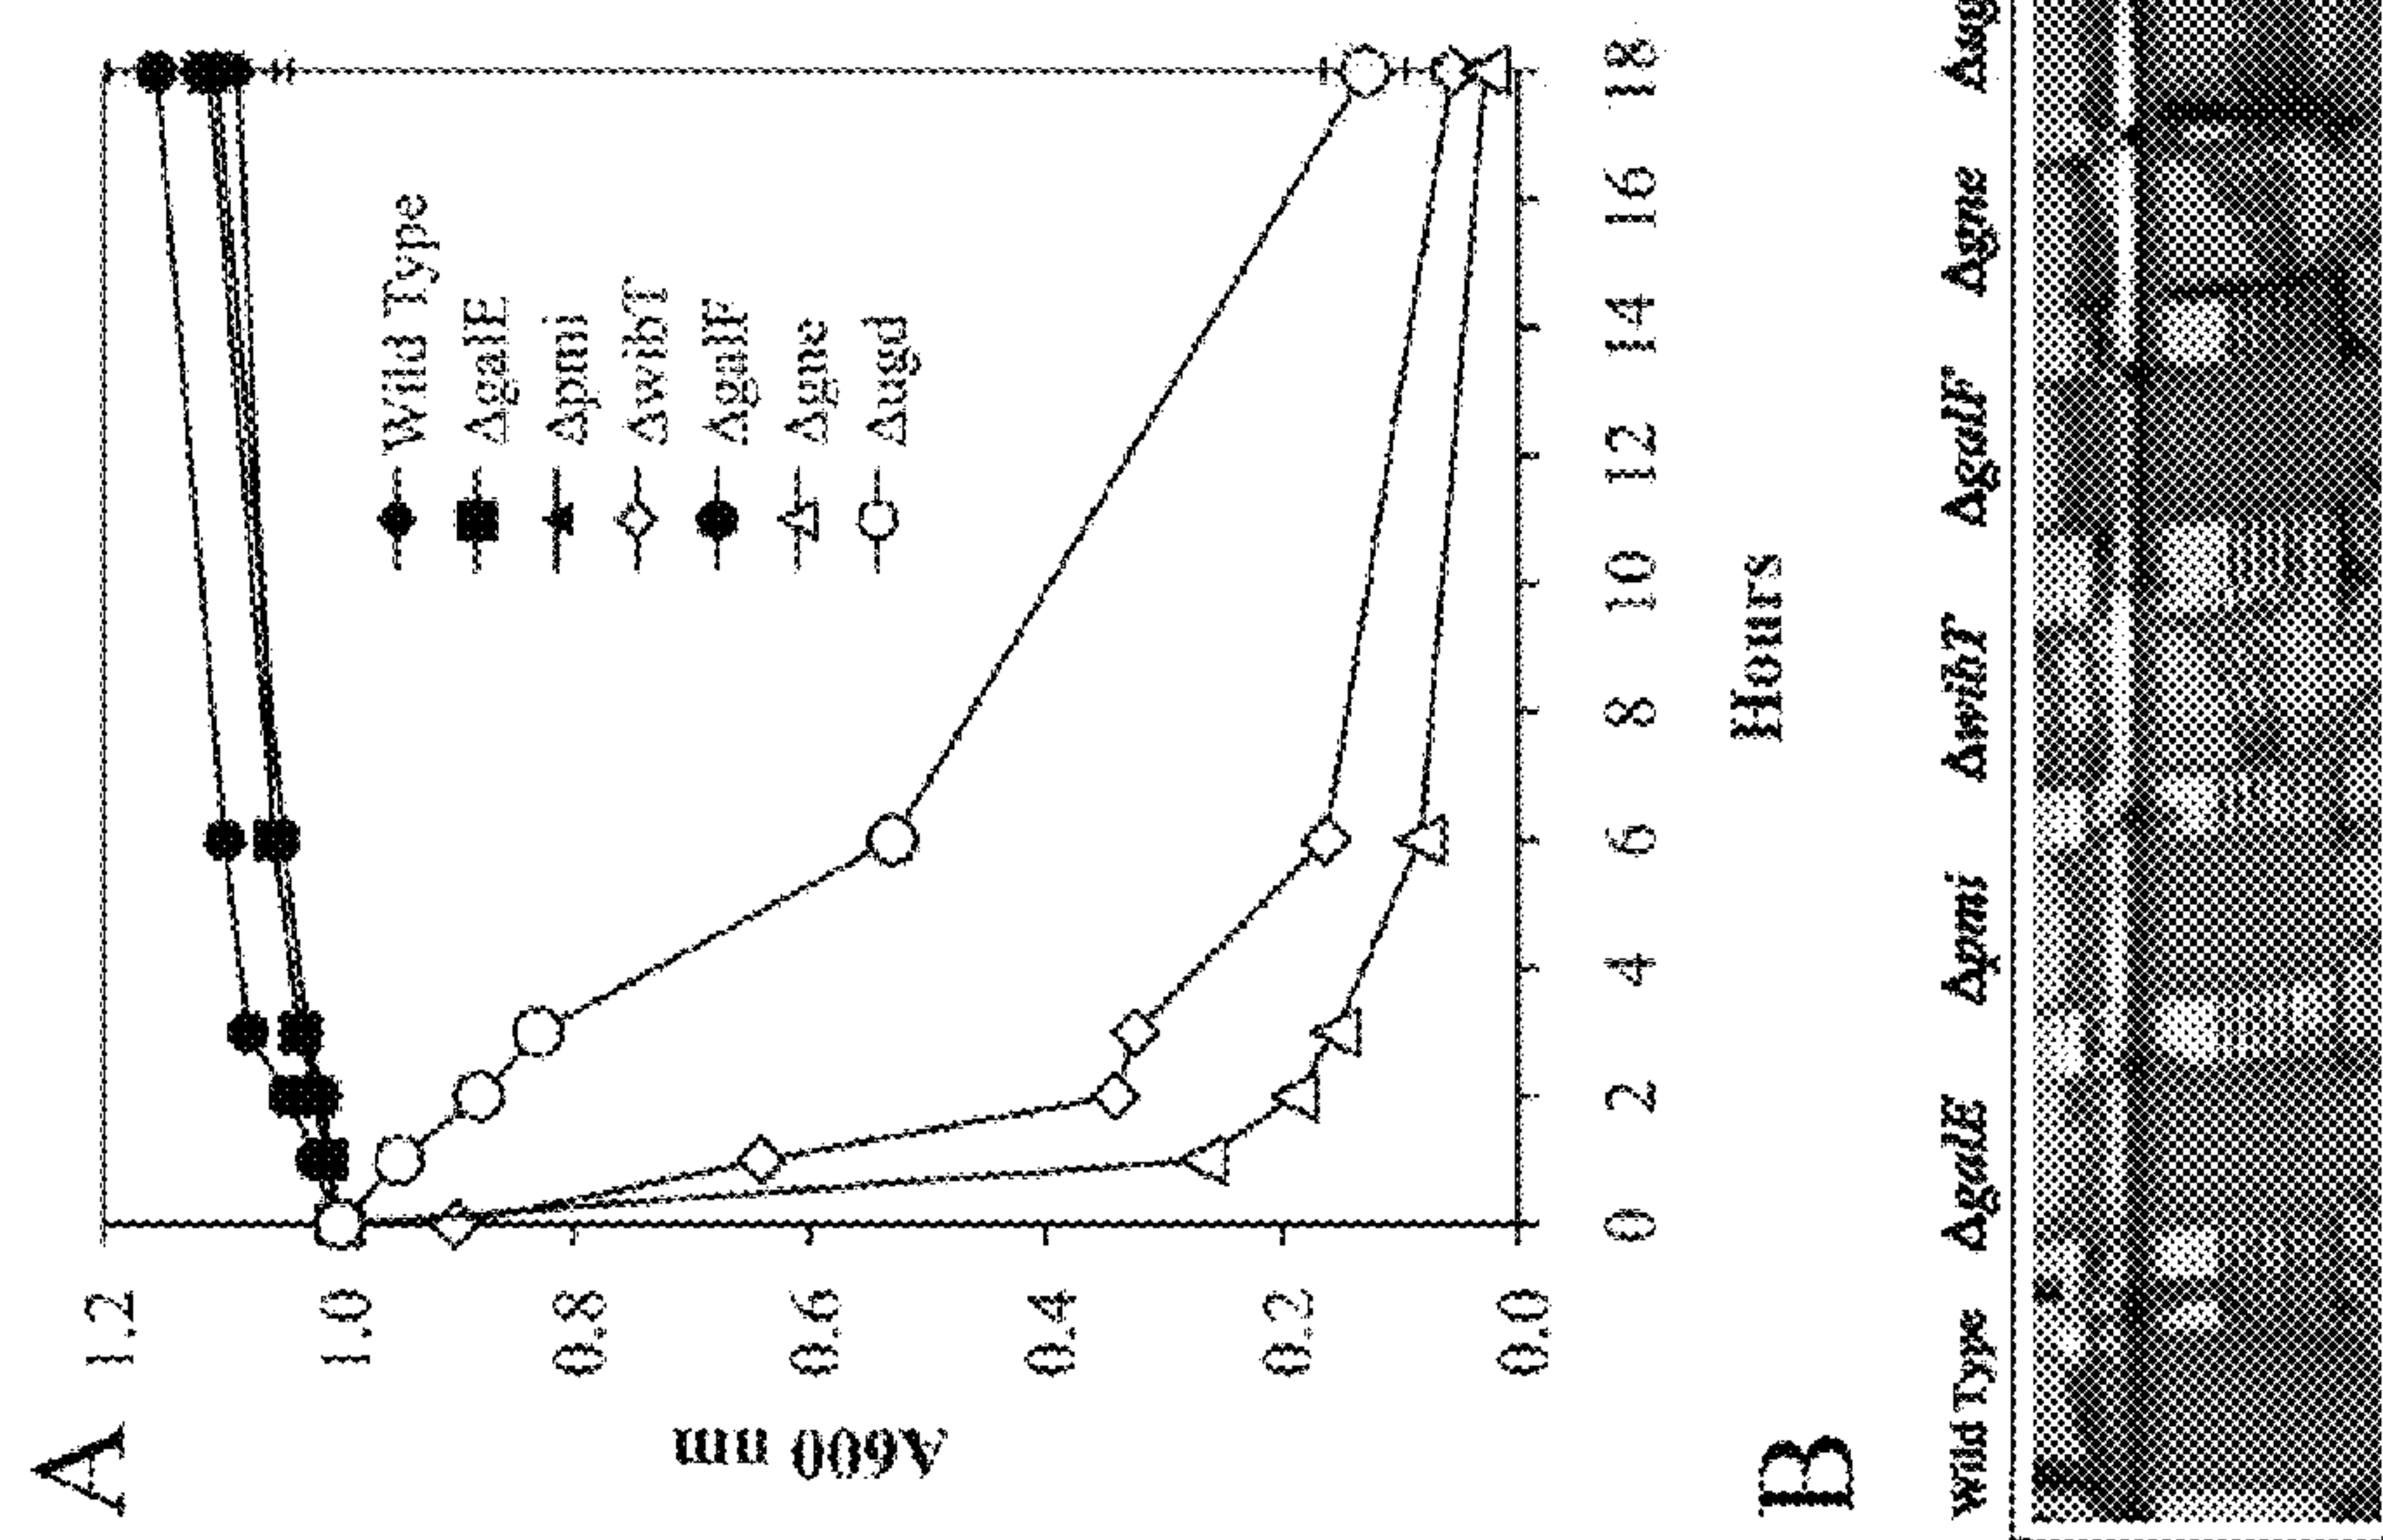 A
1.2
1.0
0.8
0.6
0.4
0.2
0.0
A600 nm
Wild Type
ΔgalE
Δpmi
ΔwibT
ΔgalF
Δgne
Δugd
0 2 4 6 8 10 12 14 16 18
Hours
B
Wild Type ΔgalE Δpmi ΔwibT ΔgalF Δgne Δug